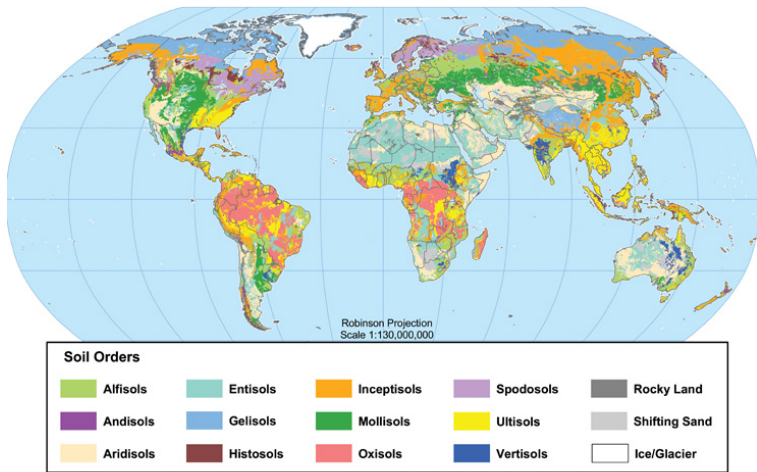 Robinson Projection
Scale 1:130,000,000
Soil Orders
Alfisols Entisols Inceptisols Spodosols Rocky Land
Andisols Gelisols Mollisols Ultisols Shifting Sand
Aridisols Histosols Oxisols Vertisols Ice/Glacier